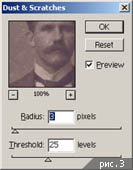 Dust & Scratches
OK
Reset
Preview
- 100% +
Radius: 3 pixels
Threshold: 25 levels
рис.3